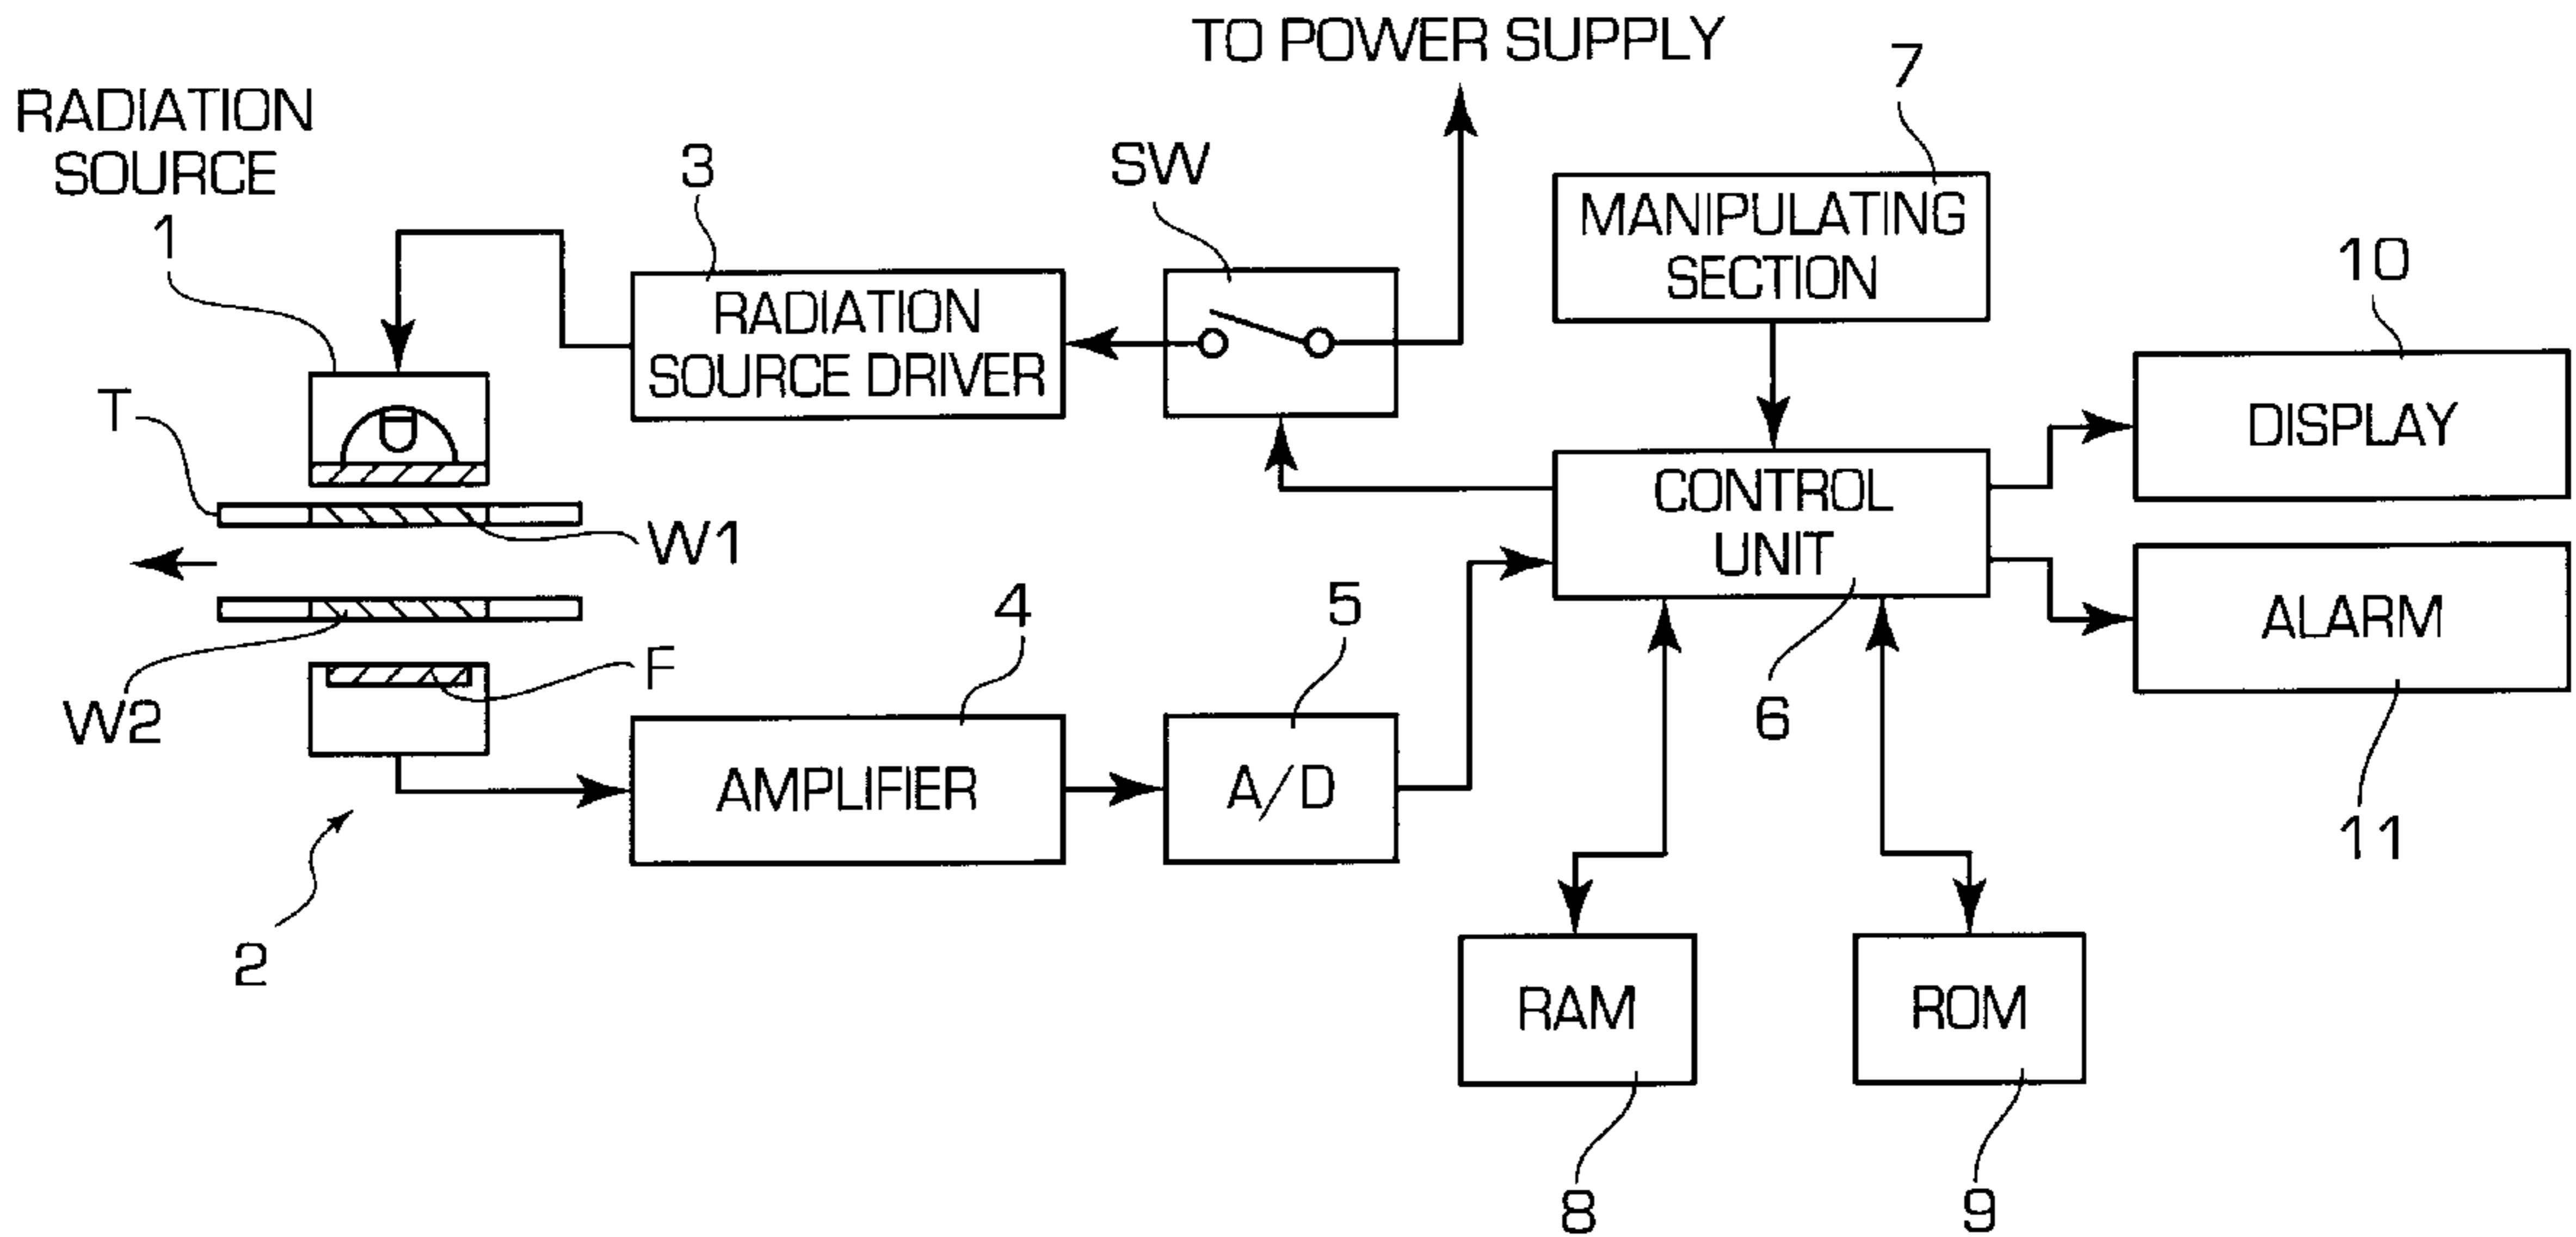 TO POWER SUPPLY
7
RADIATION
SOURCE
1
3
SW
MANIPULATING
SECTION
10
RADIATION
SOURCE DRIVER
T
DISPLAY
CONTROL
UNIT
W1
6
ALARM
11
4
5
F
W2
AMPLIFIER
A/D
2
RAM
ROM
8
9